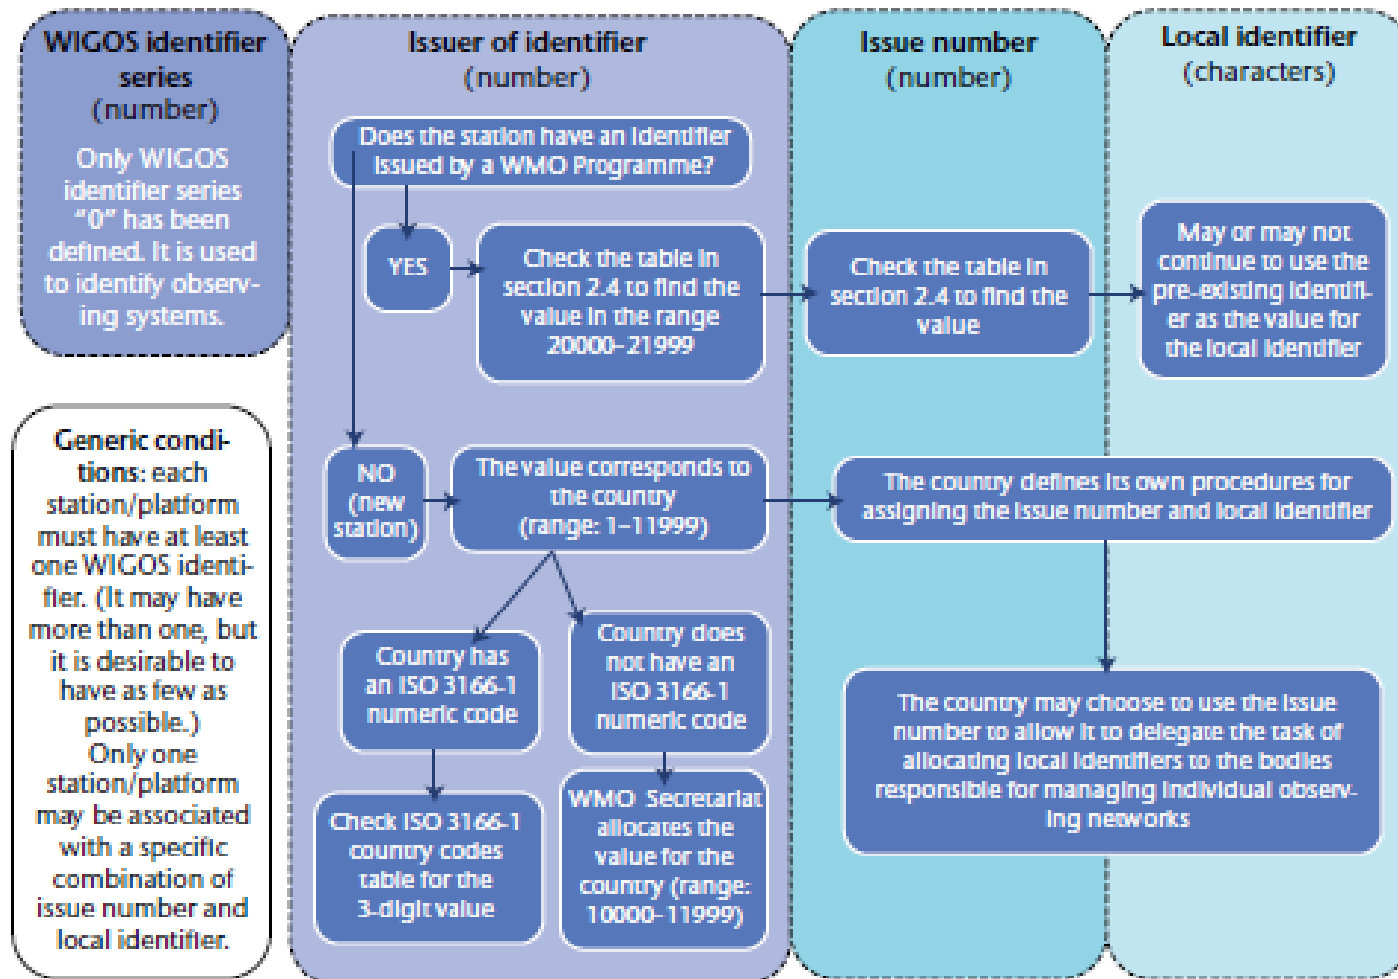 WIGOS identifier
series
(number)
Only WIGOS
identifier series
“0” has been
defined. It is used
to identify observ-
ing systems.
Generic condi-
tions: each
station/platform
must have at least
one WIGOS identi-
fier. (It may have
more than one, but
it is desirable to
have as few as
possible.)
Only one
station/platform
may be associated
with a specific
combination of
issue number and
local identifier.
Issuer of identifier
(number)
Does the station have an identifier
issued by a WMO Programme?
YES
Check the table in
section 2.4 to find the
value in the range
20000–21999
NO
(new
station)
The value corresponds to
the country
(range: 1–11999)
Country has
an ISO 3166-1
numeric code
Country does
not have an
ISO 3166-1
numeric code
Check ISO 3166-1
country codes
table for the
3-digit value
WMO Secretariat
allocates the
value for the
country (range:
10000–11999)
Issue number
(number)
Check the table in
section 2.4 to find the
value
Local identifier
(characters)
May or may not
continue to use the
pre-existing identifi-
er as the value for
the local identifier
The country defines its own procedures for
assigning the issue number and local identifier
The country may choose to use the issue
number to allow it to delegate the task of
allocating local identifiers to the bodies
responsible for managing individual observ-
ing networks